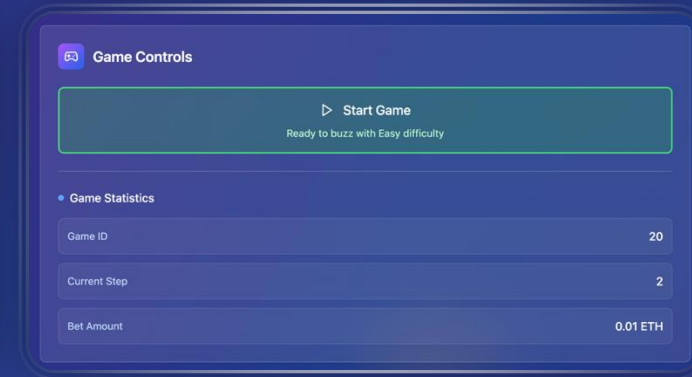 Game Controls
Start Game
Ready to buzz with Easy difficulty
Game Statistics
Game ID 20
Current Step 2
Bet Amount 0.01 ETH